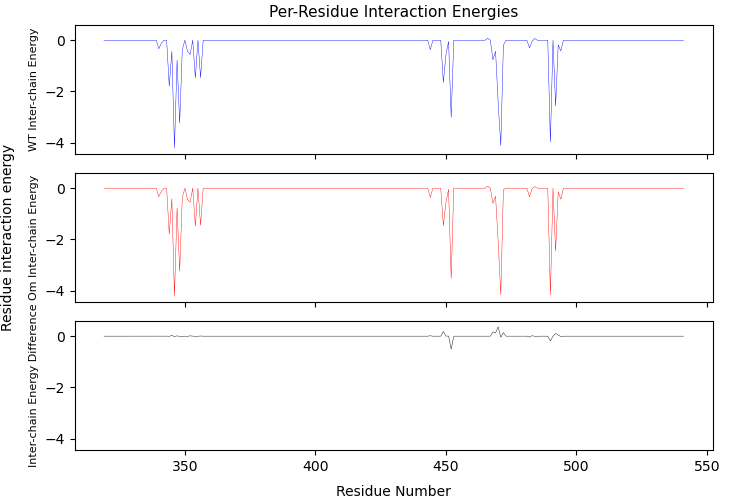 Per-Residue Interaction Energies
Residue interaction energy
WT Inter-chain Energy
0
−2
−4
Om Inter-chain Energy
0
−2
−4
Inter-chain Energy Difference
0
−2
−4
350
400
450
500
550
Residue Number